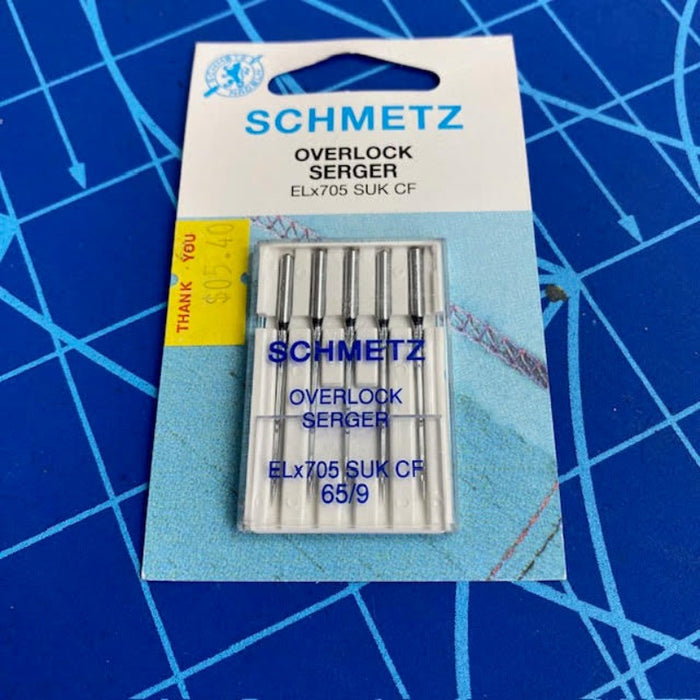 SCHMETZ
OVERLOCK
SERGER
ELx705 SUK CF
THANK YOU
$05.40
SCHMETZ
OVERLOCK
SERGER
ELx705 SUK CF
65/9